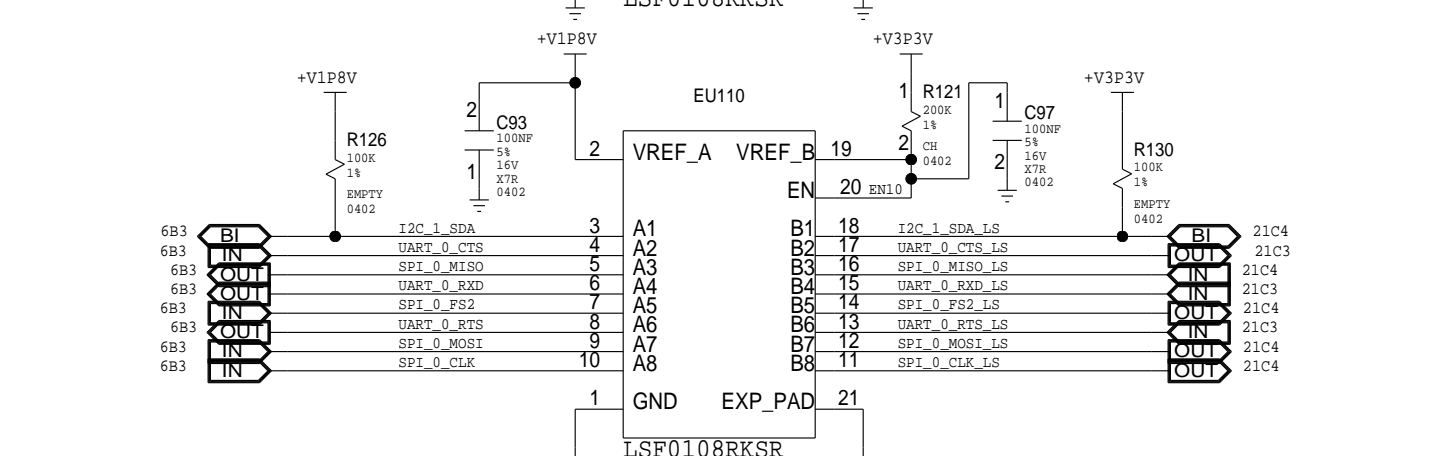 LSF0108RKSR
+V1P8V
+V3P3V
+V1P8V
+V3P3V
EU110
1
R121
200K
1%
2
CH
0402
1
C97
100NF
5%
16V
X7R
0402
2
2
C93
100NF
5%
16V
X7R
0402
1
R126
100K
1%
EMPTY
0402
R130
100K
1%
EMPTY
0402
2 VREF_A VREF_B 19
EN 20 EN10
6B3 BI I2C_1_SDA 3 A1 B1 18 I2C_1_SDA_LS BI 21C4
6B3 IN UART_0_CTS 4 A2 B2 17 UART_0_CTS_LS OUT 21C3
6B3 OUT SPI_0_MISO 5 A3 B3 16 SPI_0_MISO_LS IN 21C4
6B3 OUT UART_0_RXD 6 A4 B4 15 UART_0_RXD_LS IN 21C3
6B3 IN SPI_0_FS2 7 A5 B5 14 SPI_0_FS2_LS OUT 21C4
6B3 OUT UART_0_RTS 8 A6 B6 13 UART_0_RTS_LS IN 21C3
6B3 IN SPI_0_MOSI 9 A7 B7 12 SPI_0_MOSI_LS OUT 21C4
6B3 IN SPI_0_CLK 10 A8 B8 11 SPI_0_CLK_LS OUT 21C4
1 GND EXP_PAD 21
LSF0108RKSR